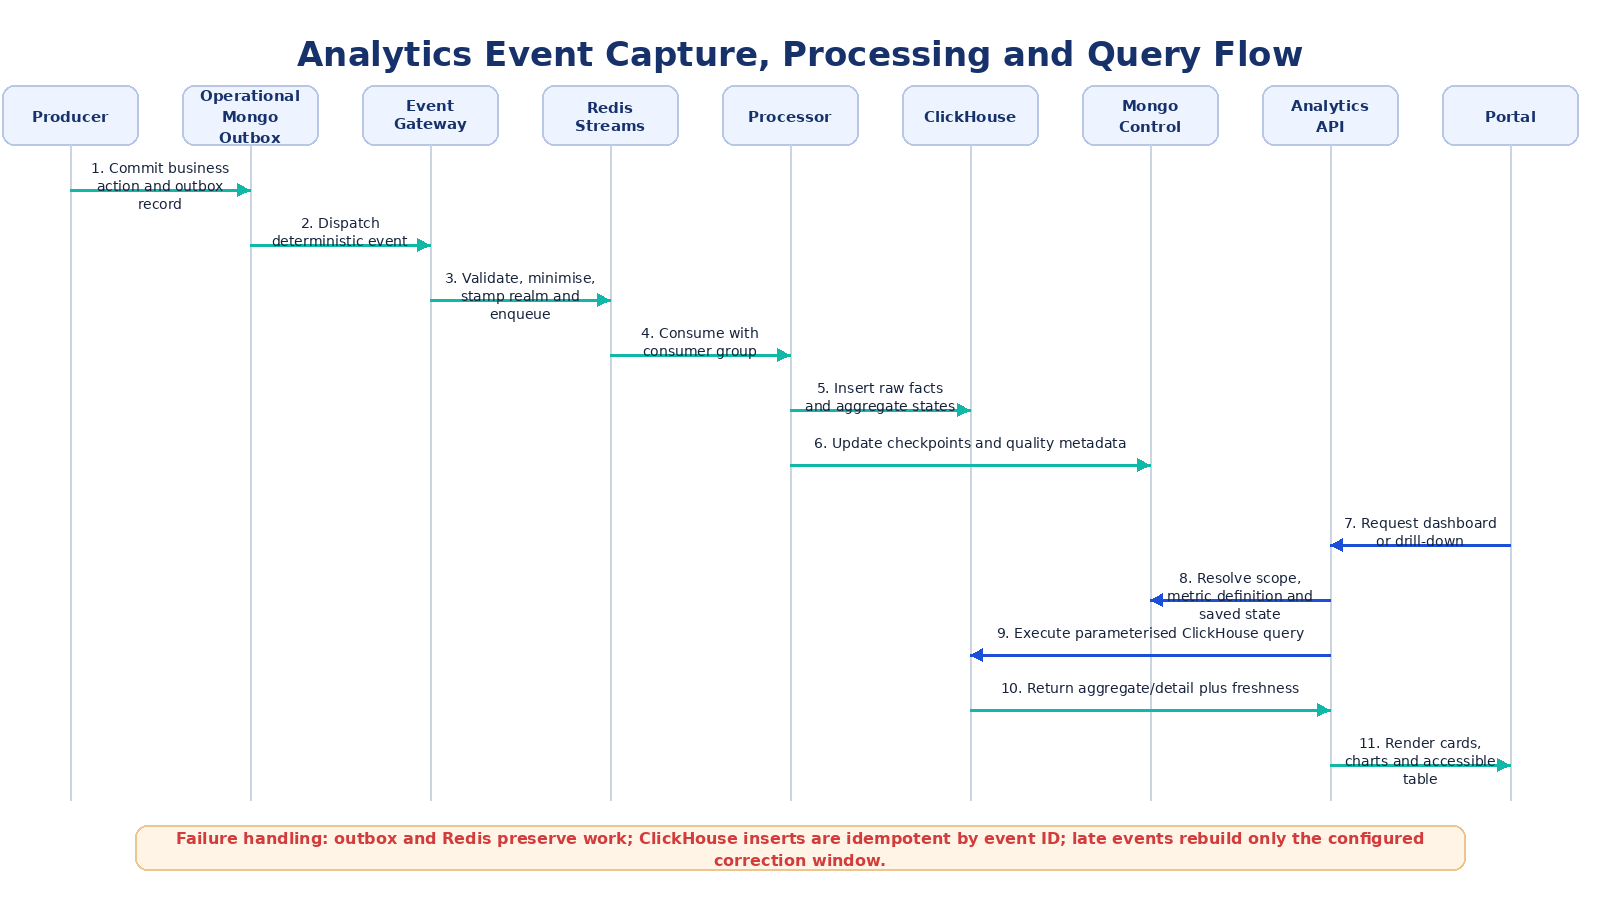 Analytics Event Capture, Processing and Query Flow
Producer
Operational
Mongo
Outbox
Event
Gateway
Redis
Streams
Processor
ClickHouse
Mongo
Control
Analytics
API
Portal
1. Commit business
action and outbox
record
2. Dispatch
deterministic event
3. Validate, minimise,
stamp realm and
enqueue
4. Consume with
consumer group
5. Insert raw facts
and aggregate states
6. Update checkpoints and quality metadata
7. Request dashboard
or drill-down
8. Resolve scope,
metric definition and
saved state
9. Execute parameterised ClickHouse query
10. Return aggregate/detail plus freshness
11. Render cards,
charts and accessible
table
Failure handling: outbox and Redis preserve work; ClickHouse inserts are idempotent by event ID; late events rebuild only the configured
correction window.